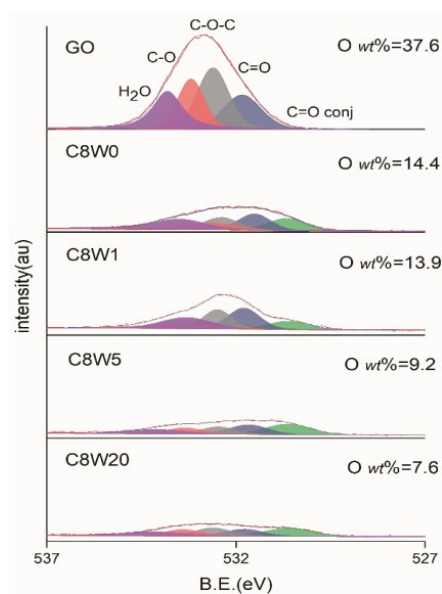 GO
C-O-C
O wt%=37.6
C-O
C=O
H2O
C=O conj
C8W0
O wt%=14.4
C8W1
O wt%=13.9
intensity(au)
C8W5
O wt%=9.2
C8W20
O wt%=7.6
537
532
527
B.E.(eV)